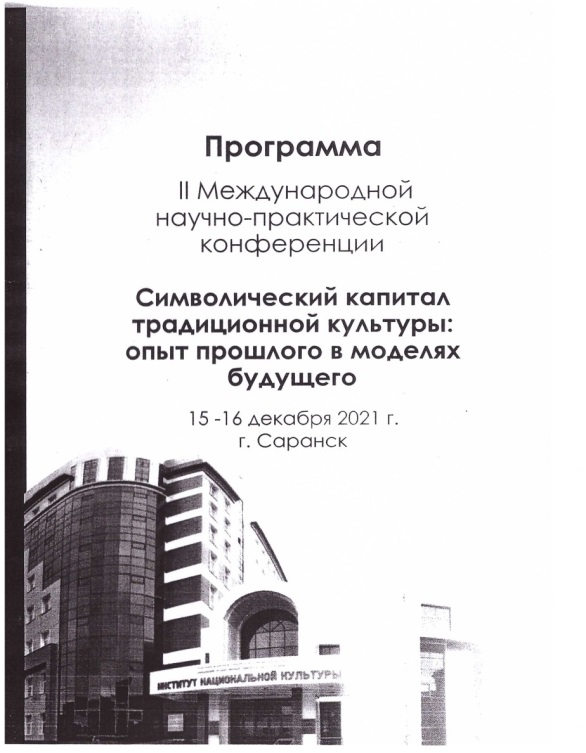 Программа
II Международной
научно-практической
конференции
Символический капитал
традиционной культуры:
опыт прошлого в моделях
будущего
15 -16 декабря 2021 г.
г. Саранск
ИНСТИТУТ НАЦИОНАЛЬНОЙ КУЛЬТУРЫ